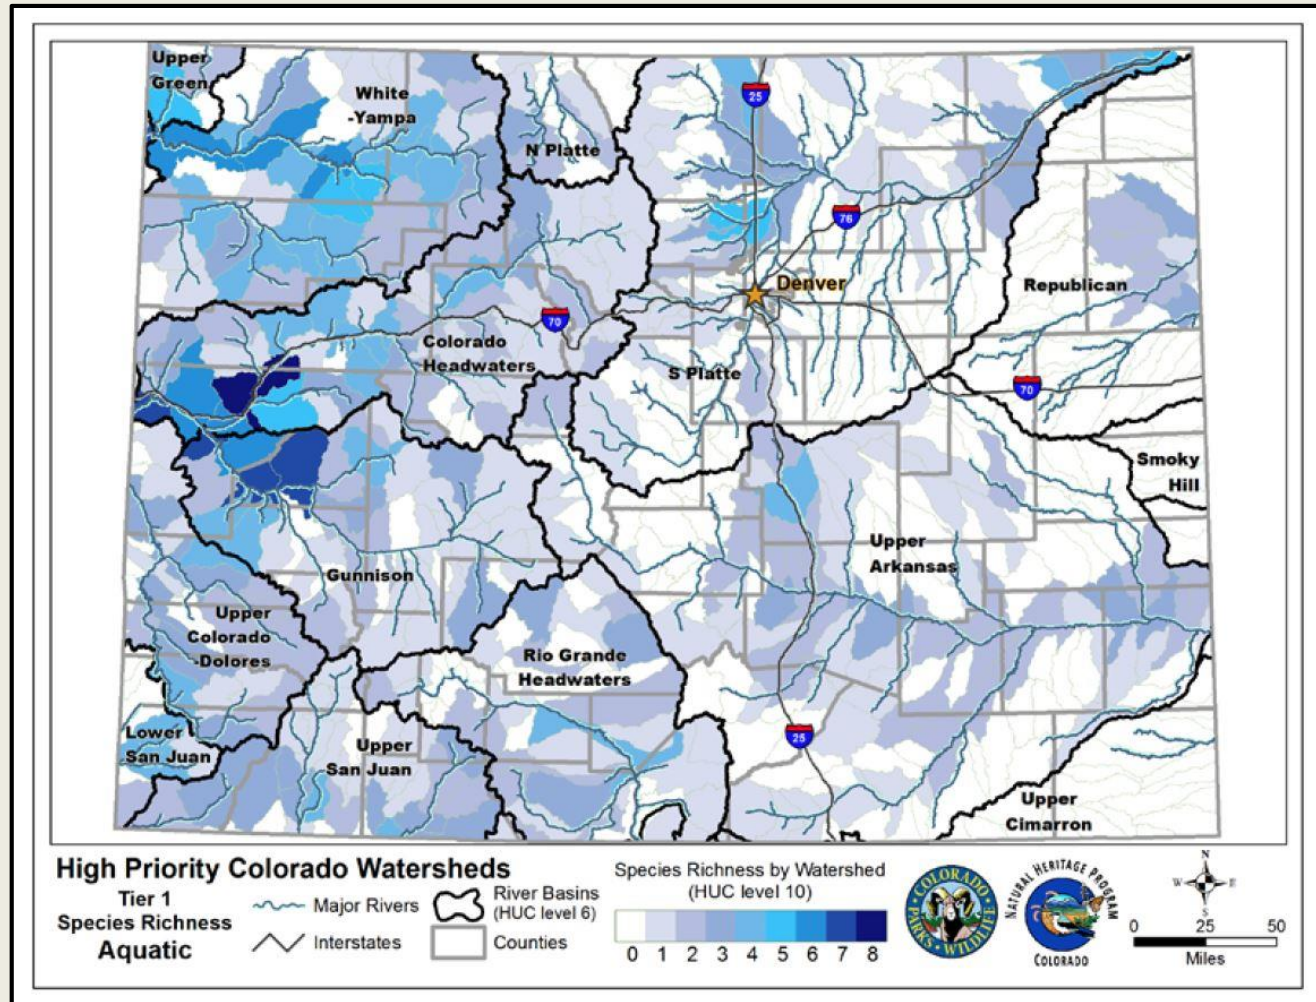 Upper
Green
White
-Yampa
N Platte
25
76
Denver
Republican
70
Colorado
Headwaters
S Platte
70
Smoky
Hill
Upper
Arkansas
Gunnison
Upper
Colorado
-Dolores
Rio Grande
Headwaters
Lower
San Juan
Upper
San Juan
25
Upper
Cimarron
High Priority Colorado Watersheds
Tier 1
Species Richness
Aquatic
Major Rivers
Interstates
River Basins
(HUC level 6)
Counties
Species Richness by Watershed
(HUC level 10)
0 1 2 3 4 5 6 7 8
COLORADO
PARKS • WILDLIFE
NATURAL HERITAGE PROGRAM
COLORADO
N
W E
S
0 25 50
Miles